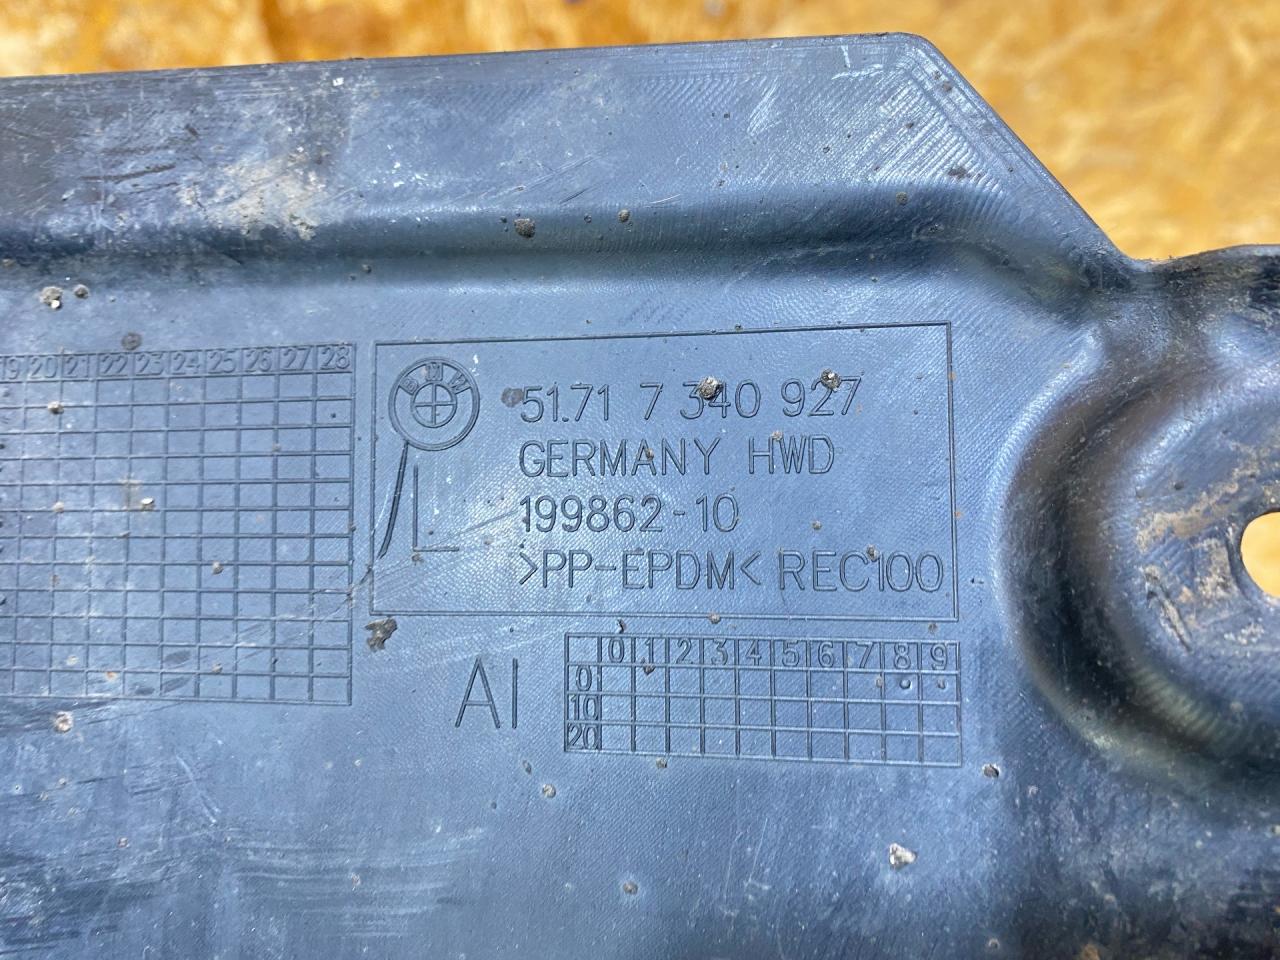 19 20 21 22 23 24 25 26 27 28
BMW
51.71 7 340 927
GERMANY HWD
L
199862-10
>PP-EPDM< REC100
AI
0 1 2 3 4 5 6 7 8 9
0
10
20